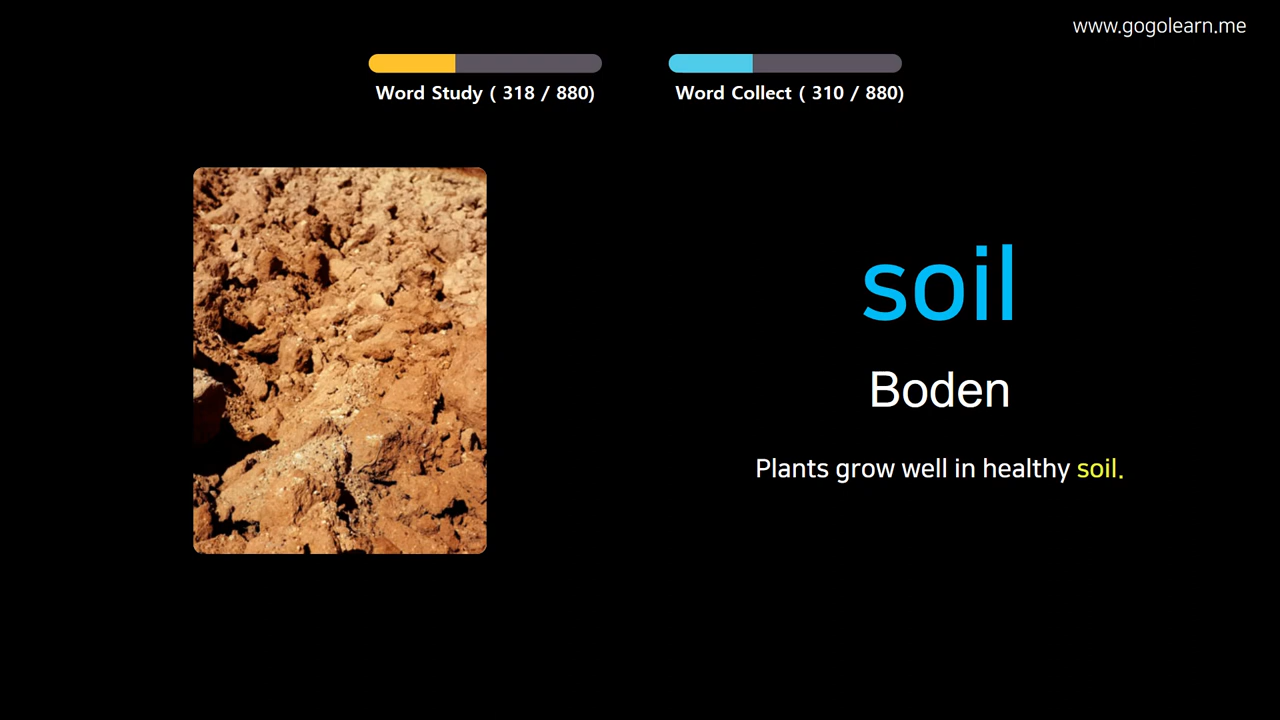 www.gogolearn.me
Word Study ( 318 / 880)
Word Collect ( 310 / 880)
soil
Boden
Plants grow well in healthy soil.